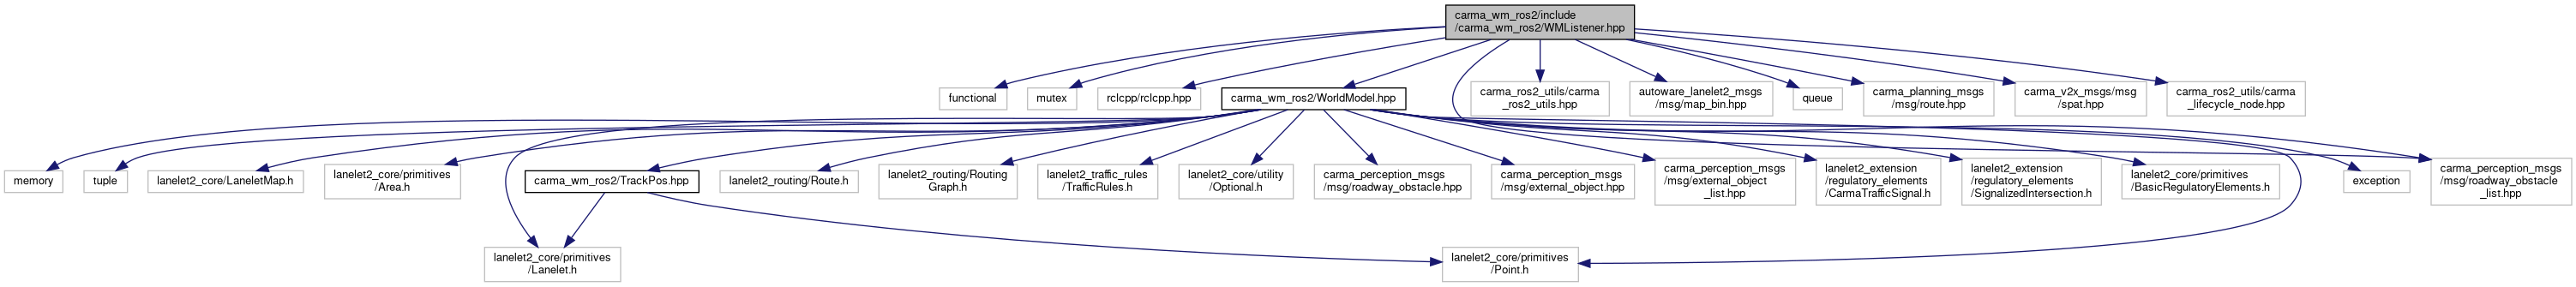 carma_wm_ros2/include
/carma_wm_ros2/WMListener.hpp
functional
mutex
rclcpp/rclcpp.hpp
carma_wm_ros2/WorldModel.hpp
carma_ros2_utils/carma
_ros2_utils.hpp
autoware_lanelet2_msgs
/msg/map_bin.hpp
queue
carma_planning_msgs
/msg/route.hpp
carma_v2x_msgs/msg
/spat.hpp
carma_ros2_utils/carma
_lifecycle_node.hpp
memory
tuple
lanelet2_core/LaneletMap.h
lanelet2_core/primitives
/Area.h
carma_wm_ros2/TrackPos.hpp
lanelet2_routing/Route.h
lanelet2_routing/Routing
Graph.h
lanelet2_traffic_rules
/TrafficRules.h
lanelet2_core/utility
/Optional.h
carma_perception_msgs
/msg/roadway_obstacle.hpp
carma_perception_msgs
/msg/external_object.hpp
carma_perception_msgs
/msg/external_object
_list.hpp
lanelet2_extension
/regulatory_elements
/CarmaTrafficSignal.h
lanelet2_extension
/regulatory_elements
/SignalizedIntersection.h
lanelet2_core/primitives
/BasicRegulatoryElements.h
exception
carma_perception_msgs
/msg/roadway_obstacle
_list.hpp
lanelet2_core/primitives
/Lanelet.h
lanelet2_core/primitives
/Point.h